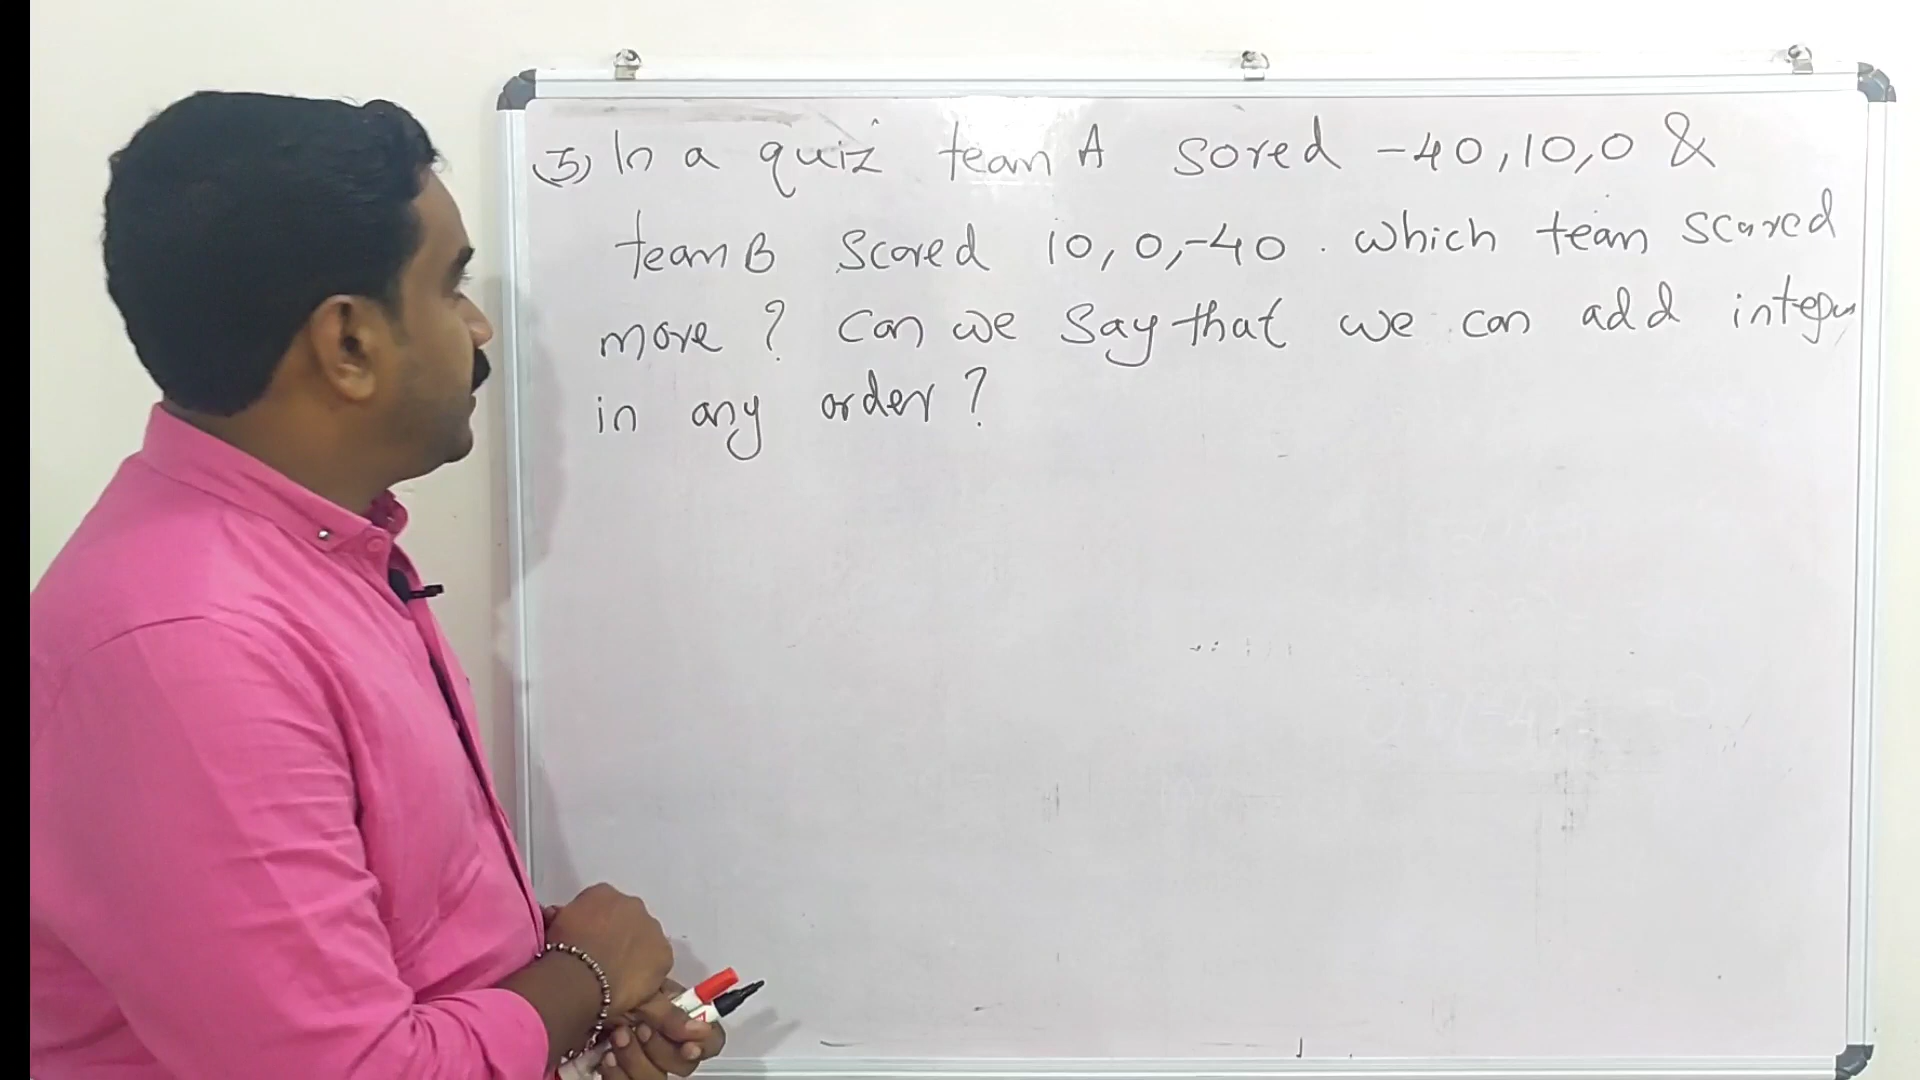 (5) In a quiz team A sored -40, 10, 0 &
team B Scored 10, 0, -40. which team scored
more? Can we Say that we can add
in any order?